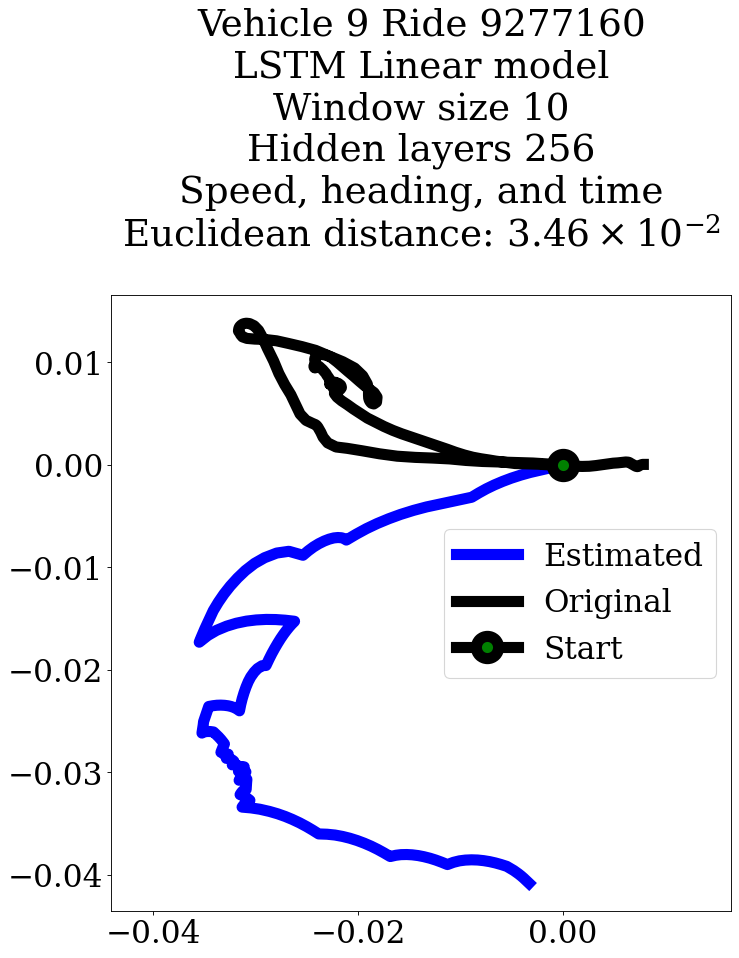 Vehicle 9 Ride 9277160
LSTM Linear model
Window size 10
Hidden layers 256
Speed, heading, and time
Euclidean distance: 3.46 × 10⁻²
0.01
0.00
−0.01
−0.02
−0.03
−0.04
Estimated
Original
Start
−0.04 −0.02 0.00